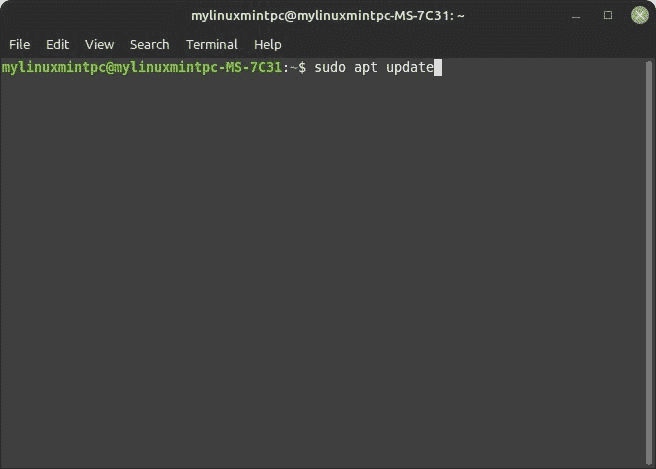 mylinuxmintpc@mylinuxmintpc-MS-7C31: ~
File Edit View Search Terminal Help
mylinuxmintpc@mylinuxmintpc-MS-7C31:~$ sudo apt update